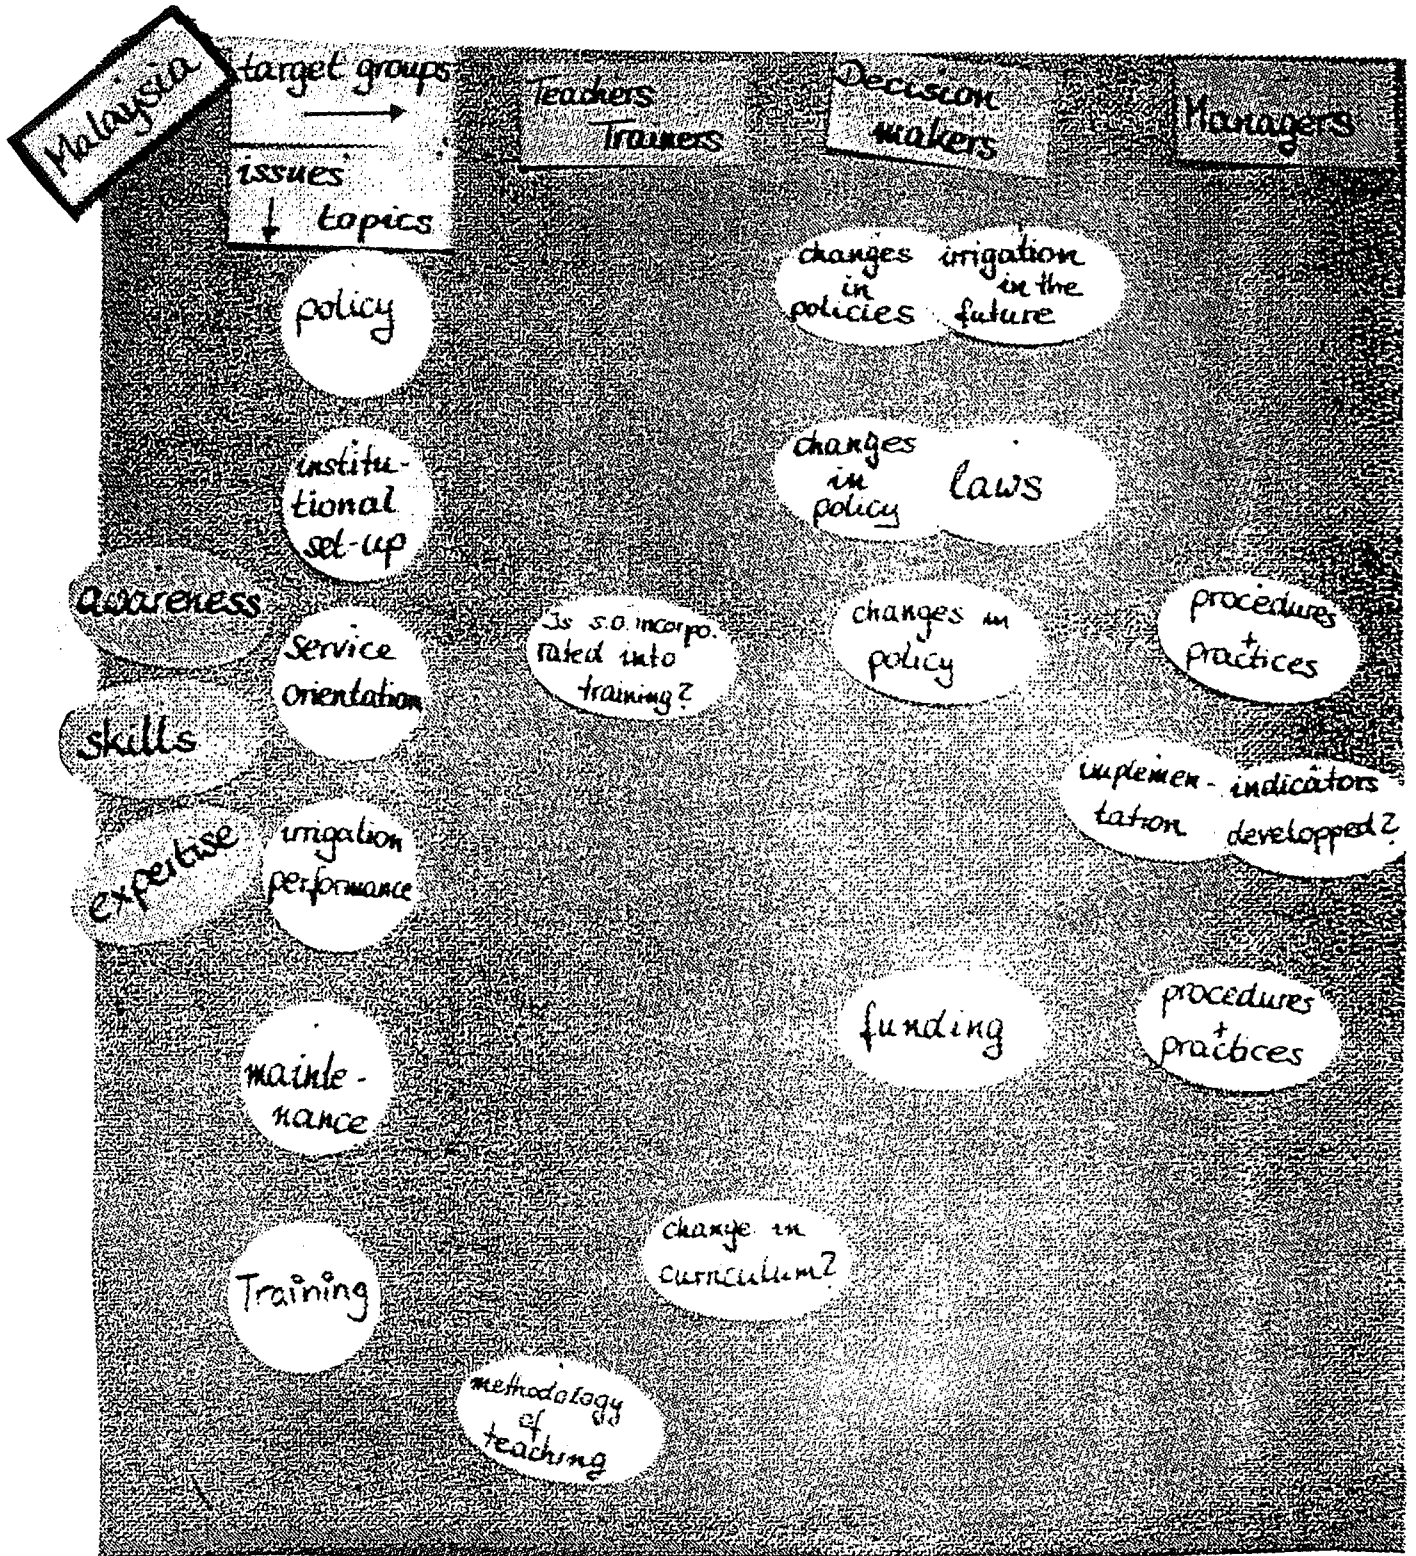 Malaysia
target groups
issues
topics
Teachers
Trainers
Decision
makers
Managers
policy
changes
in
policies
irrigation
in the
future
institu-
tional
set-up
changes
in
policy
laws
awareness
skills
expertise
service
orientation
Is s.o. incorpo.
rated into
training?
changes in
policy
procedures
+
practices
irrigation
performance
implemen-
tation
indicators
developped?
mainte-
nance
funding
procedures
+
practices
Training
change in
curriculum?
methodology
of
teaching